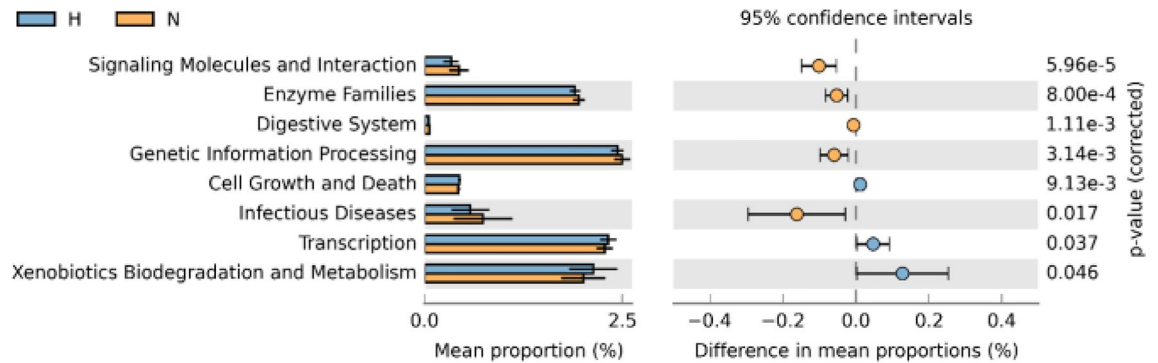 H N
95% confidence intervals
Signaling Molecules and Interaction 5.96e-5
Enzyme Families 8.00e-4
Digestive System 1.11e-3
Genetic Information Processing 3.14e-3
Cell Growth and Death 9.13e-3
Infectious Diseases 0.017
Transcription 0.037
Xenobiotics Biodegradation and Metabolism 0.046
p-value (corrected)
0.0 2.5 −0.4 −0.2 0.0 0.2 0.4
Mean proportion (%) Difference in mean proportions (%)